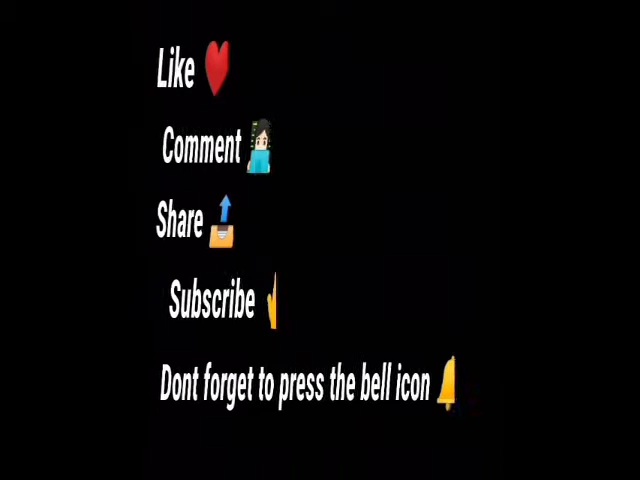 Like ❤️
Comment 🧑🏻‍💻
Share 📤
Subscribe
Dont forget to press the bell icon 🔔